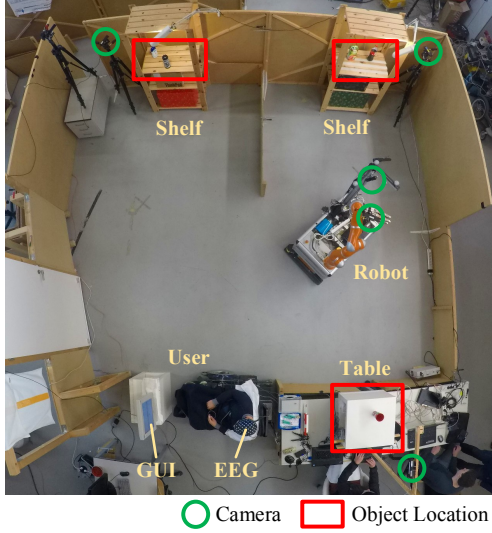 Shelf
Shelf
Robot
User
Table
GUI
EEG
Camera
Object Location